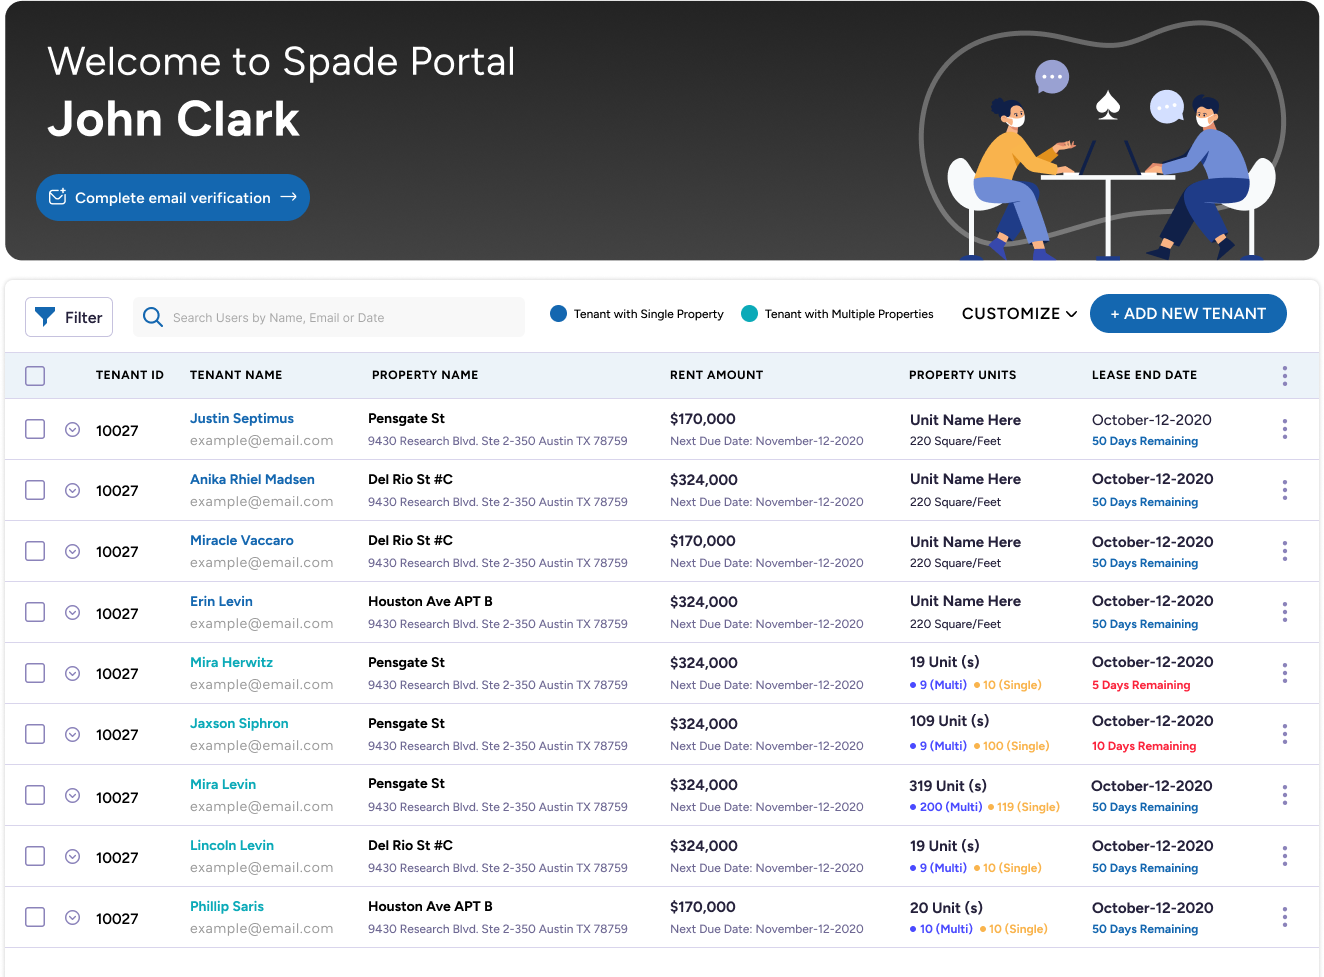 Welcome to Spade Portal
John Clark
Complete email verification
Filter
Search Users by Name, Email or Date
Tenant with Single Property
Tenant with Multiple Properties
CUSTOMIZE
+ ADD NEW TENANT
TENANT ID TENANT NAME PROPERTY NAME RENT AMOUNT PROPERTY UNITS LEASE END DATE
10027 Justin Septimus Pensgate St $170,000 Unit Name Here October-12-2020
example@email.com 9430 Research Blvd. Ste 2-350 Austin TX 78759 Next Due Date: November-12-2020 220 Square/Feet 50 Days Remaining
10027 Anika Rhiel Madsen Del Rio St #C $324,000 Unit Name Here October-12-2020
example@email.com 9430 Research Blvd. Ste 2-350 Austin TX 78759 Next Due Date: November-12-2020 220 Square/Feet 50 Days Remaining
10027 Miracle Vaccaro Del Rio St #C $170,000 Unit Name Here October-12-2020
example@email.com 9430 Research Blvd. Ste 2-350 Austin TX 78759 Next Due Date: November-12-2020 220 Square/Feet 50 Days Remaining
10027 Erin Levin Houston Ave APT B $324,000 Unit Name Here October-12-2020
example@email.com 9430 Research Blvd. Ste 2-350 Austin TX 78759 Next Due Date: November-12-2020 220 Square/Feet 50 Days Remaining
10027 Mira Herwitz Pensgate St $324,000 19 Unit (s) October-12-2020
example@email.com 9430 Research Blvd. Ste 2-350 Austin TX 78759 Next Due Date: November-12-2020 9 (Multi) 10 (Single) 5 Days Remaining
10027 Jaxson Siphron Pensgate St $324,000 109 Unit (s) October-12-2020
example@email.com 9430 Research Blvd. Ste 2-350 Austin TX 78759 Next Due Date: November-12-2020 9 (Multi) 100 (Single) 10 Days Remaining
10027 Mira Levin Pensgate St $324,000 319 Unit (s) October-12-2020
example@email.com 9430 Research Blvd. Ste 2-350 Austin TX 78759 Next Due Date: November-12-2020 200 (Multi) 119 (Single) 50 Days Remaining
10027 Lincoln Levin Del Rio St #C $324,000 19 Unit (s) October-12-2020
example@email.com 9430 Research Blvd. Ste 2-350 Austin TX 78759 Next Due Date: November-12-2020 9 (Multi) 10 (Single) 50 Days Remaining
10027 Phillip Saris Houston Ave APT B $170,000 20 Unit (s) October-12-2020
example@email.com 9430 Research Blvd. Ste 2-350 Austin TX 78759 Next Due Date: November-12-2020 10 (Multi) 10 (Single) 50 Days Remaining